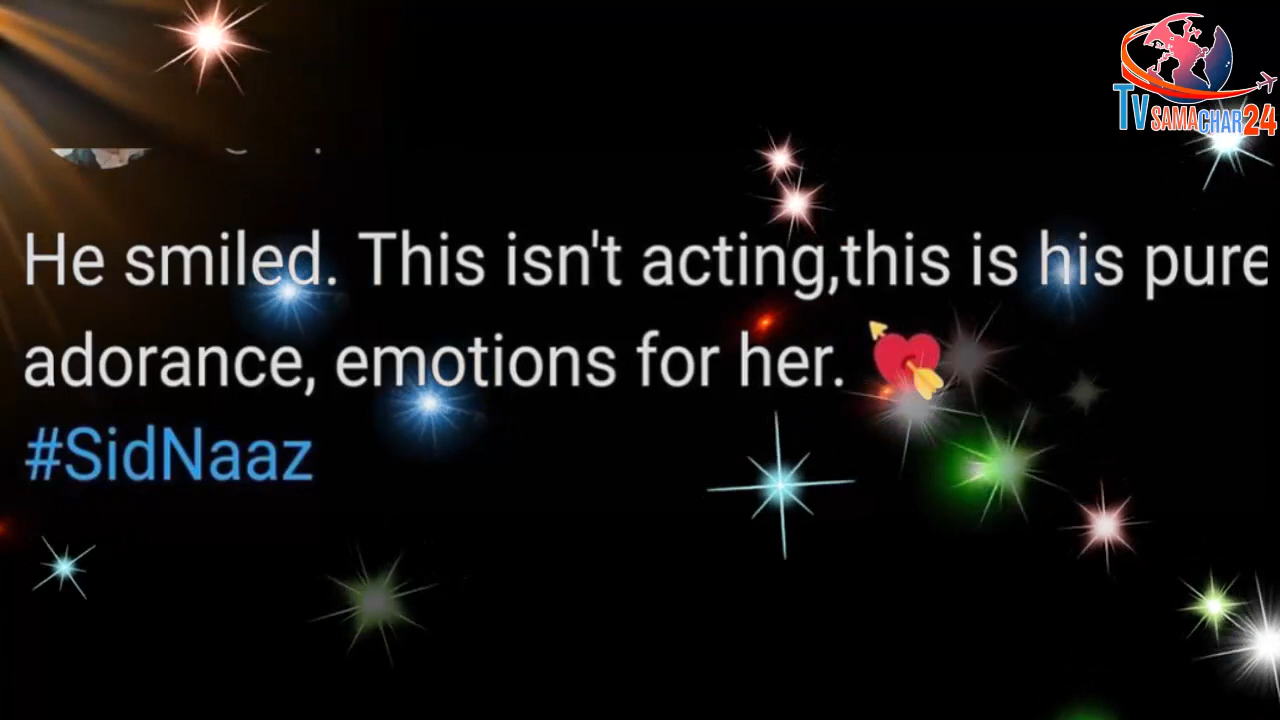 TV SAMACHAR24
He smiled. This isn't acting,this is his pure
adorance, emotions for her. 💘
#SidNaaz